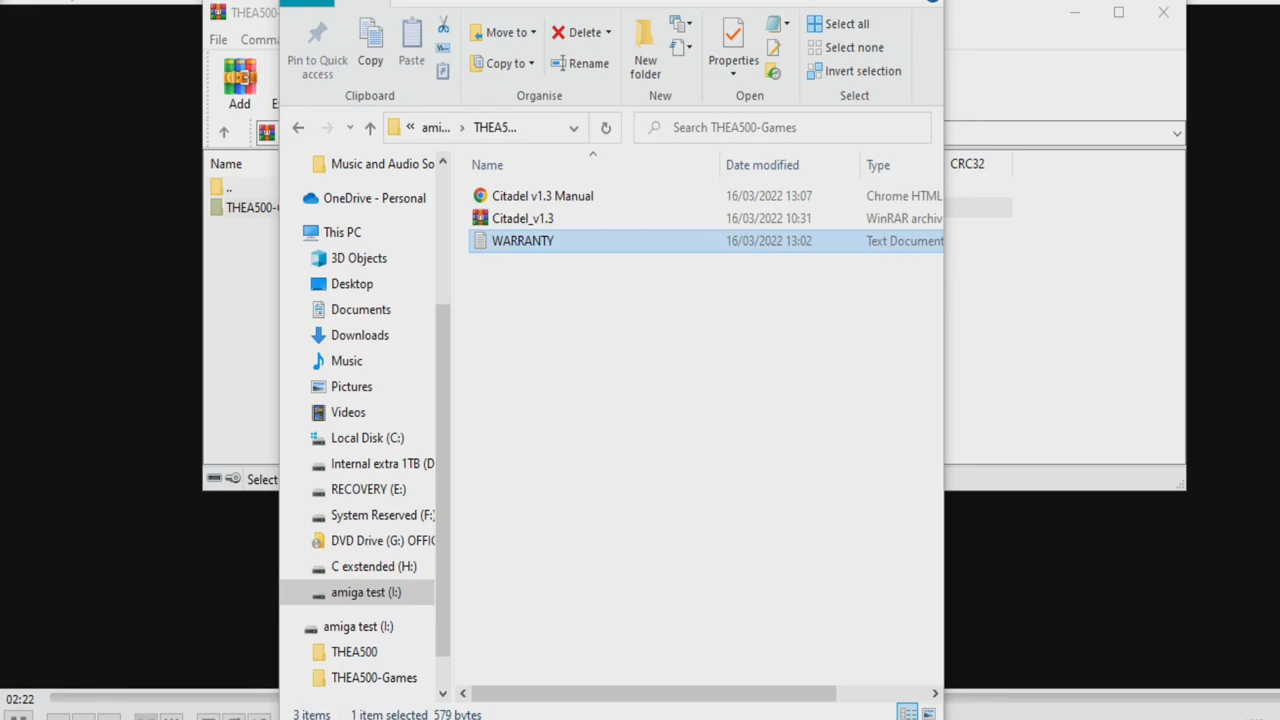 THEA500
File Comma
Add
Name
..
THEA500-
Select
CRC32
Pin to Quick access
Copy
Paste
Clipboard
Move to
Copy to
Delete
Rename
Organise
New folder
New
Properties
Open
Select all
Select none
Invert selection
Select
« ami... › THEA5...
Search THEA500-Games
Name Date modified Type
Citadel v1.3 Manual 16/03/2022 13:07 Chrome HTML
Citadel_v1.3 16/03/2022 10:31 WinRAR archiv
WARRANTY 16/03/2022 13:02 Text Document
Music and Audio So
OneDrive - Personal
This PC
3D Objects
Desktop
Documents
Downloads
Music
Pictures
Videos
Local Disk (C:)
Internal extra 1TB (D
RECOVERY (E:)
System Reserved (F:)
DVD Drive (G:) OFFIC
C exstended (H:)
amiga test (I:)
amiga test (I:)
THEA500
THEA500-Games
3 items 1 item selected 579 bytes
02:22